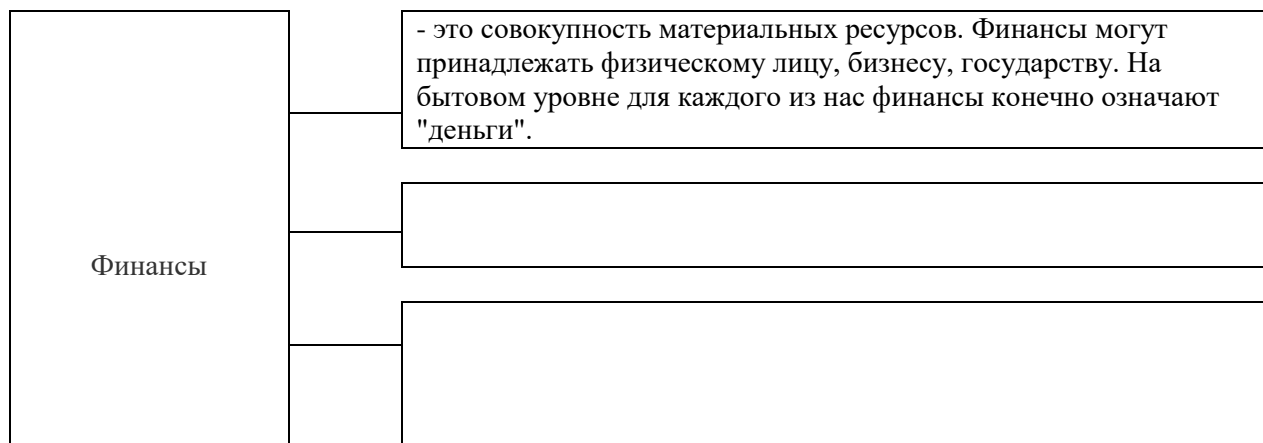 - это совокупность материальных ресурсов. Финансы могут
принадлежать физическому лицу, бизнесу, государству. На
бытовом уровне для каждого из нас финансы конечно означают
"деньги".
Финансы